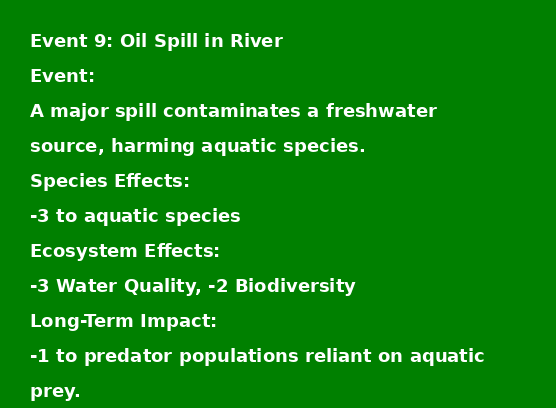 Event 9: Oil Spill in River
Event:
A major spill contaminates a freshwater
source, harming aquatic species.
Species Effects:
-3 to aquatic species
Ecosystem Effects:
-3 Water Quality, -2 Biodiversity
Long-Term Impact:
-1 to predator populations reliant on aquatic
prey.